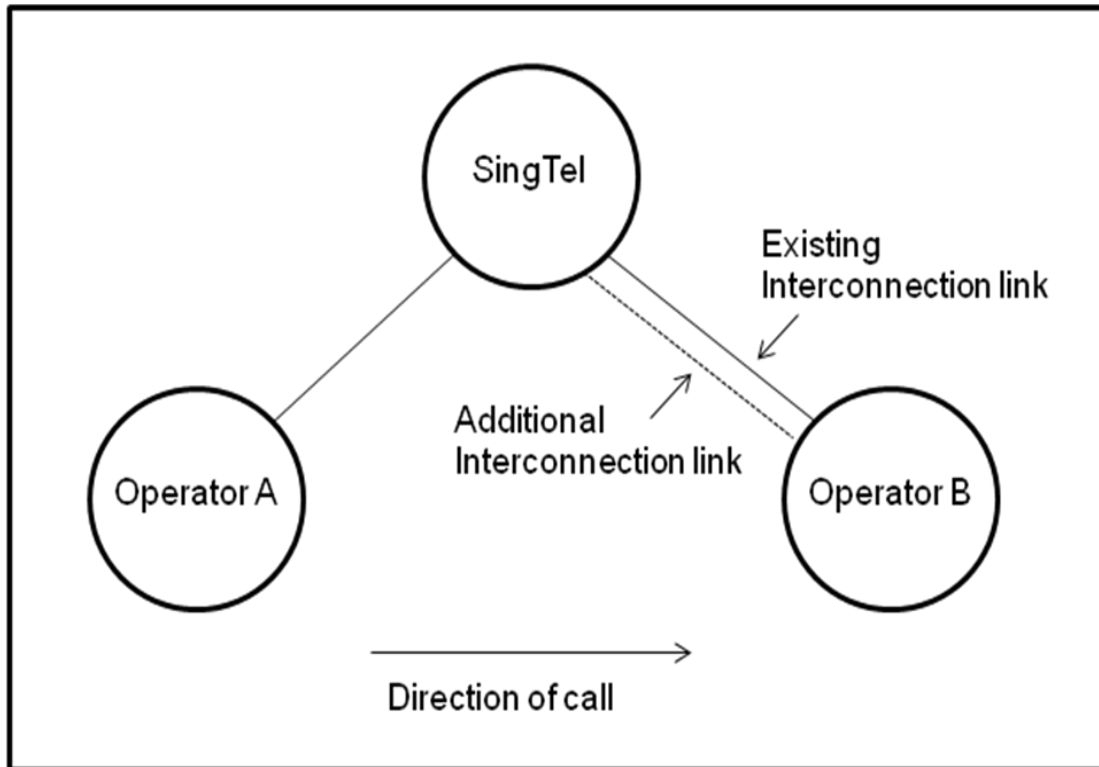 SingTel
Existing
Interconnection link
Additional
Interconnection link
Operator A
Operator B
Direction of call